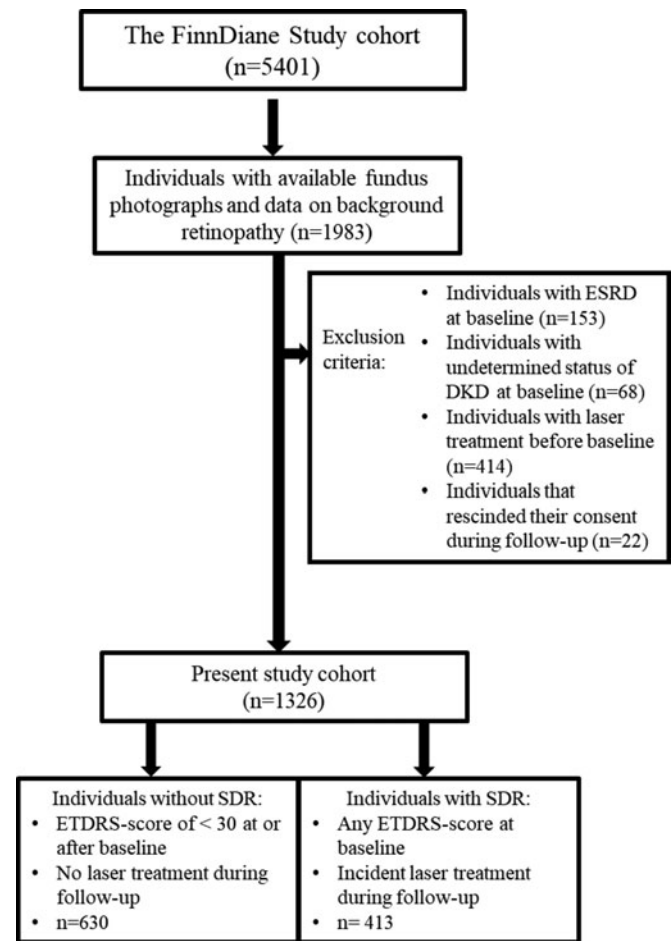 The FinnDiane Study cohort
(n=5401)
Individuals with available fundus
photographs and data on background
retinopathy (n=1983)
Exclusion
criteria:
• Individuals with ESRD
at baseline (n=153)
• Individuals with
undetermined status of
DKD at baseline (n=68)
• Individuals with laser
treatment before baseline
(n=414)
• Individuals that
rescinded their consent
during follow-up (n=22)
Present study cohort
(n=1326)
Individuals without SDR:
• ETDRS-score of < 30 at or
after baseline
• No laser treatment during
follow-up
• n=630
Individuals with SDR:
• Any ETDRS-score at
baseline
• Incident laser treatment
during follow-up
• n= 413